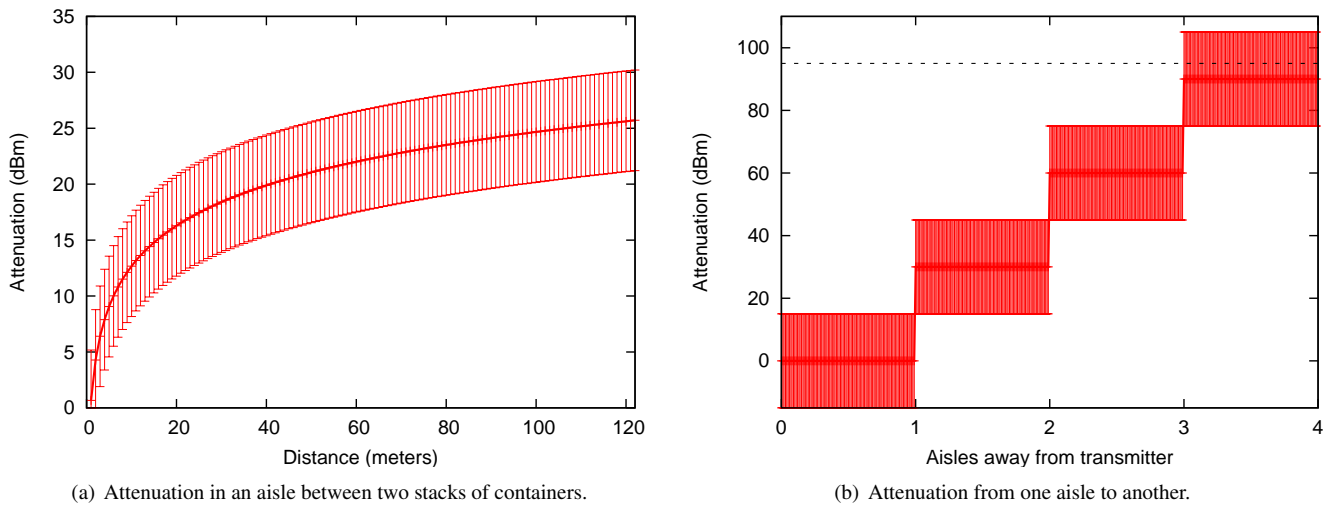 35
30
25
20
15
10
5
0
Attenuation (dBm)
0 20 40 60 80 100 120
Distance (meters)
(a) Attenuation in an aisle between two stacks of containers.
100
80
60
40
20
0
Attenuation (dBm)
0 1 2 3 4
Aisles away from transmitter
(b) Attenuation from one aisle to another.